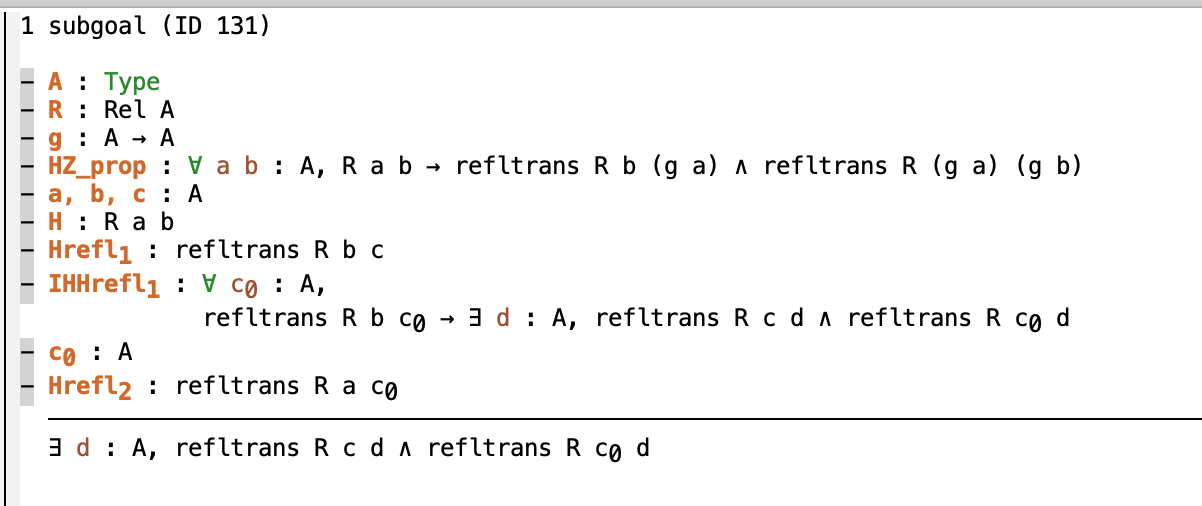 1 subgoal (ID 131)
– A : Type
– R : Rel A
– g : A → A
– HZ_prop : ∀ a b : A, R a b → refltrans R b (g a) ∧ refltrans R (g a) (g b)
– a, b, c : A
– H : R a b
– Hrefl₁ : refltrans R b c
– IHHrefl₁ : ∀ c₀ : A,
refltrans R b c₀ → ∃ d : A, refltrans R c d ∧ refltrans R c₀ d
– c₀ : A
– Hrefl₂ : refltrans R a c₀
∃ d : A, refltrans R c d ∧ refltrans R c₀ d